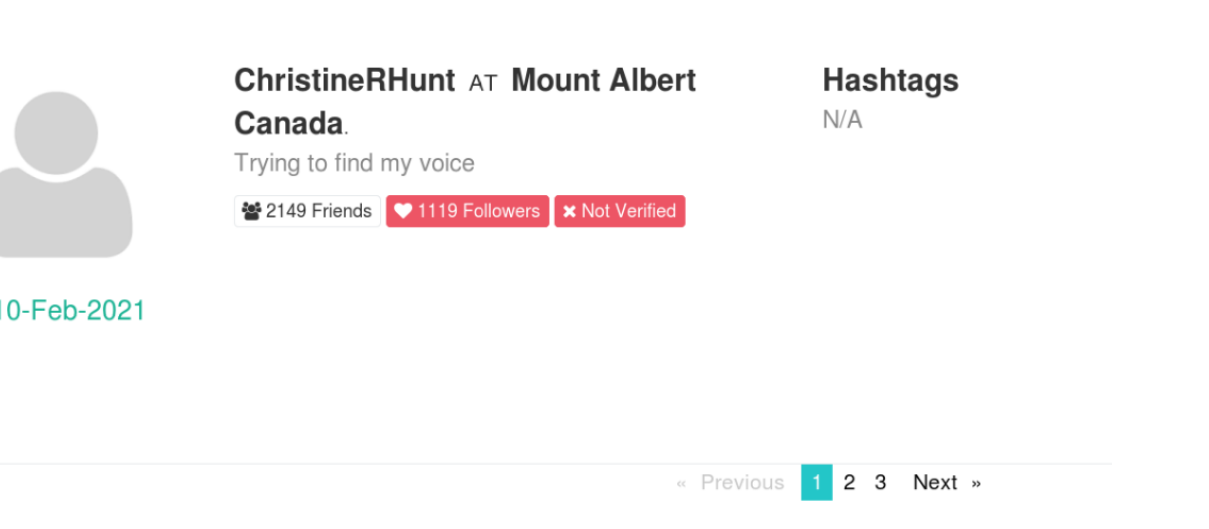 ChristineRHunt AT Mount Albert
Canada.
Trying to find my voice
2149 Friends 1119 Followers Not Verified
Hashtags
N/A
10-Feb-2021
« Previous 1 2 3 Next »